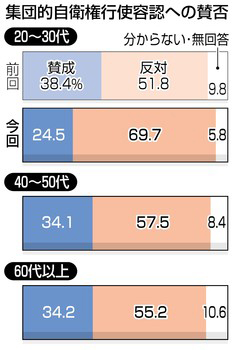 集団的自衛権行使容認への賛否
20〜30代
分からない・無回答
前回
賛成
38.4%
反対
51.8
9.8
今回
24.5
69.7
5.8
40〜50代
34.1
57.5
8.4
60代以上
34.2
55.2
10.6